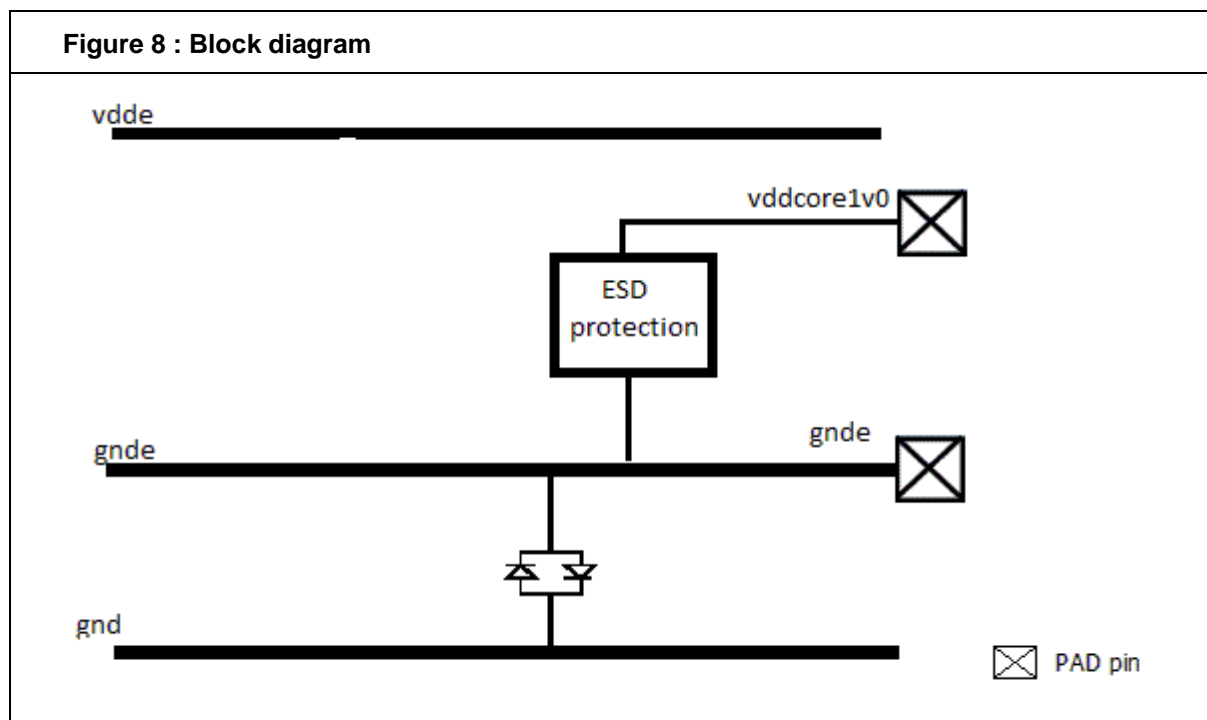 Figure 8 : Block diagram
vdde
vddcore1v0
ESD
protection
gnde
gnde
gnd
PAD pin